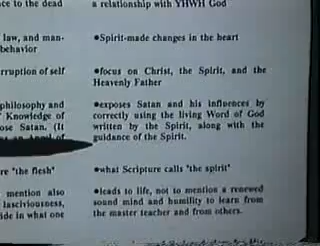 ce to the dead
a relationship with YHWH God
law, and man-
behavior
•Spirit-made changes in the heart
rruption of self
•focus on Christ, the Spirit, and the
Heavenly Father
philosophy and
Knowledge of
ose Satan. (It
•exposes Satan and his influences by
correctly using the living Word of God
written by the Spirit, along with the
guidance of the Spirit.
re "the flesh"
•what Scripture calls "the spirit"
mention also
lasciviousness,
ide in what one
•leads to life, not to mention a renewed
sound mind and humility to learn from
the master teacher and from others.